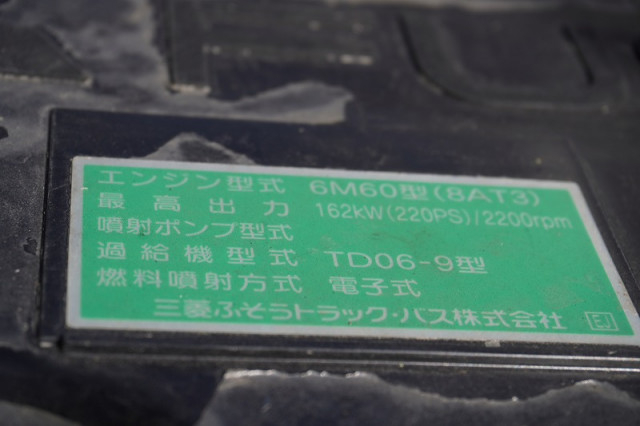 エンジン型式 6M60型(8AT3)
最高出力 162kW(220PS)/2200rpm
噴射ポンプ型式
過給機型式 TD06-9型
燃料噴射方式 電子式
三菱ふそうトラック・バス株式会社